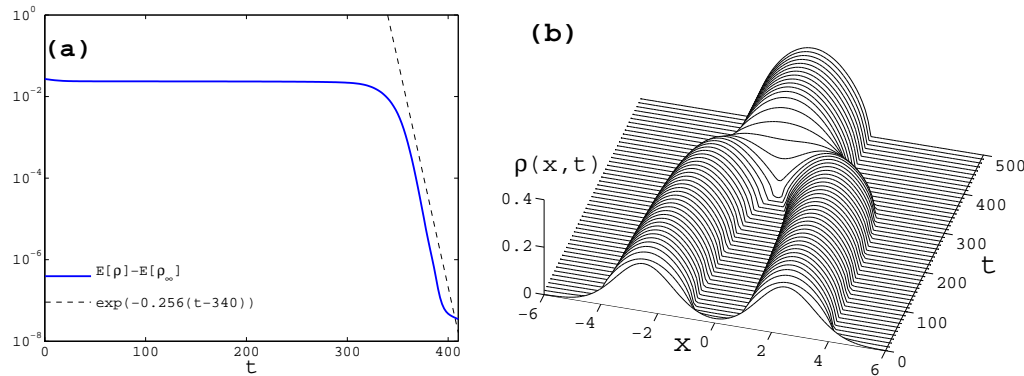 (a)
10^0
10^-2
10^-4
10^-6
10^-8
E[ρ]-E[ρ_∞]
exp(-0.256(t-340))
0 100 200 300 400
t
(b)
ρ(x,t)
0.4
0.2
0
-6 -4 -2 0 2 4 6
x
0 100 200 300 400 500
t